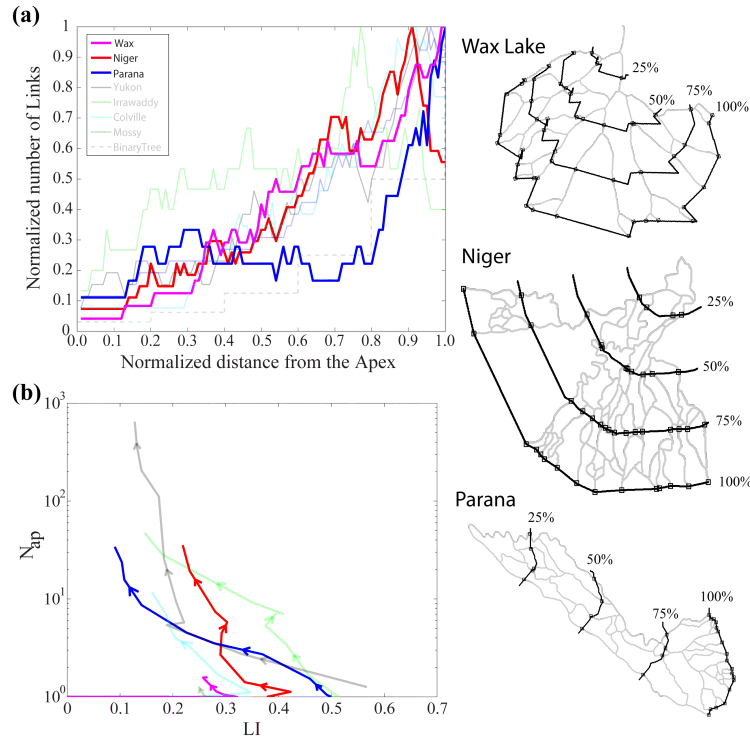 (a)
Normalized number of Links
1
0.9
0.8
0.7
0.6
0.5
0.4
0.3
0.2
0.1
0
Wax
Niger
Parana
Yukon
Irrawaddy
Colville
Mossy
BinaryTree
0.0 0.1 0.2 0.3 0.4 0.5 0.6 0.7 0.8 0.9 1.0
Normalized distance from the Apex
Wax Lake
25%
50%
75%
100%
Niger
25%
50%
75%
100%
Parana
25%
50%
75%
100%
(b)
Nap
10^3
10^2
10^1
10^0
0 0.1 0.2 0.3 0.4 0.5 0.6 0.7
LI